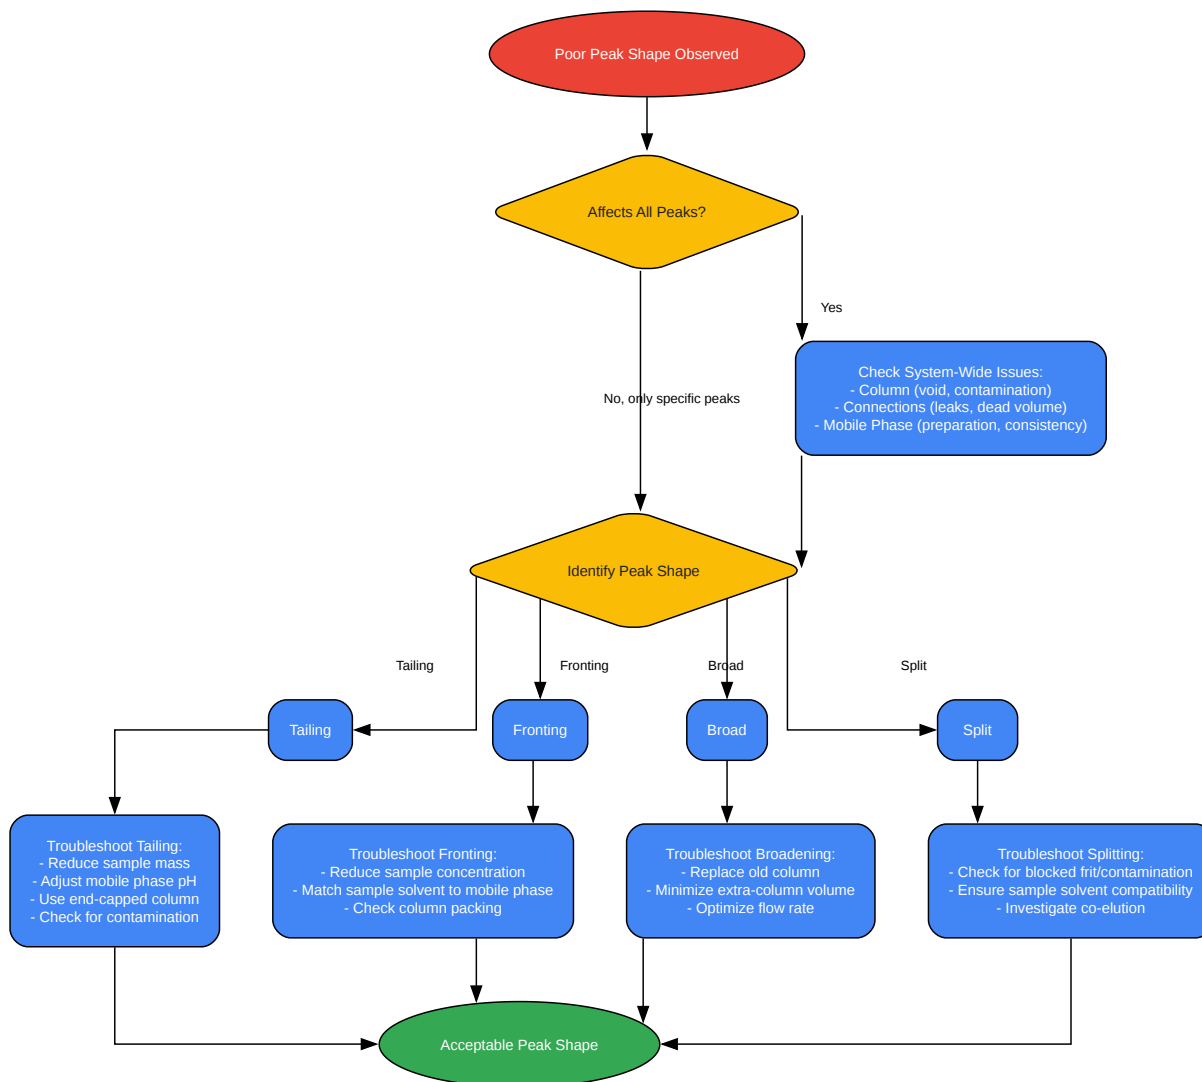 Poor Peak Shape Observed
Affects All Peaks?
Yes
Check System-Wide Issues:
- Column (void, contamination)
- Connections (leaks, dead volume)
- Mobile Phase (preparation, consistency)
No, only specific peaks
Identify Peak Shape
Tailing
Fronting
Broad
Split
Tailing
Fronting
Broad
Split
Troubleshoot Tailing:
- Reduce sample mass
- Adjust mobile phase pH
- Use end-capped column
- Check for contamination
Troubleshoot Fronting:
- Reduce sample concentration
- Match sample solvent to mobile phase
- Check column packing
Troubleshoot Broadening:
- Replace old column
- Minimize extra-column volume
- Optimize flow rate
Troubleshoot Splitting:
- Check for blocked frit/contamination
- Ensure sample solvent compatibility
- Investigate co-elution
Acceptable Peak Shape